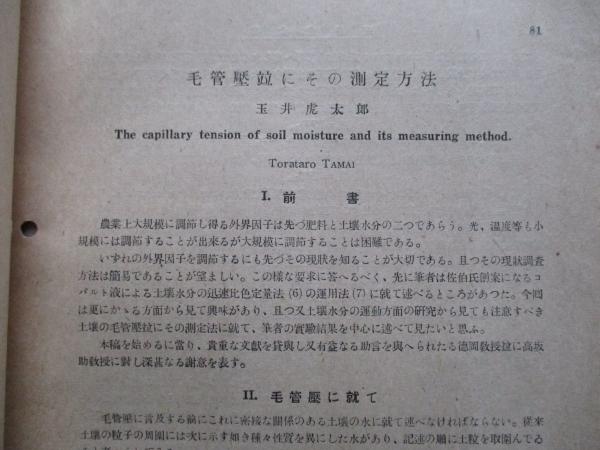 81
毛管壓竝にその測定方法
玉井虎太郎
The capillary tension of soil moisture and its measuring method.
Torataro TAMAI
I. 前 書
農業上大規模に調節し得る外界因子は先づ肥料と土壤水分の二つであらう。光、温度等も小
規模には調節することが出來るが大規模に調節することは困難である。
いずれの外界因子を調節するにも先づその現狀を知ることが大切である。且つその現狀調査
方法は簡易であることが望ましい。この樣な要求に答へるべく、先に筆者は佐伯氏創案になるコ
バルト液による土壤水分の迅速比色定量法 (6) の運用法 (7) に就て述べるところがあつた。今囘
は更にかゝる方面から見て興味があり、且つ又土壤水分の運動方面の研究から見ても注意すべき
土壤の毛管壓竝にその測定法に就て、筆者の實驗結果を中心に述べて見たいと思ふ。
本稿を始めるに當り、貴重な文獻を貸與し又有益なる助言を與へられたる德岡敎授竝に高坂
助敎授に對し深甚なる謝意を表す。
II. 毛管壓に就て
毛管壓に言及する前にこれに密接な關係のある土壤の水に就て述べなければならない。從來
土壤の粒子の周圍には次に示す如き種々性質を異にした水があり、記述の順に土粒を取圍んでる